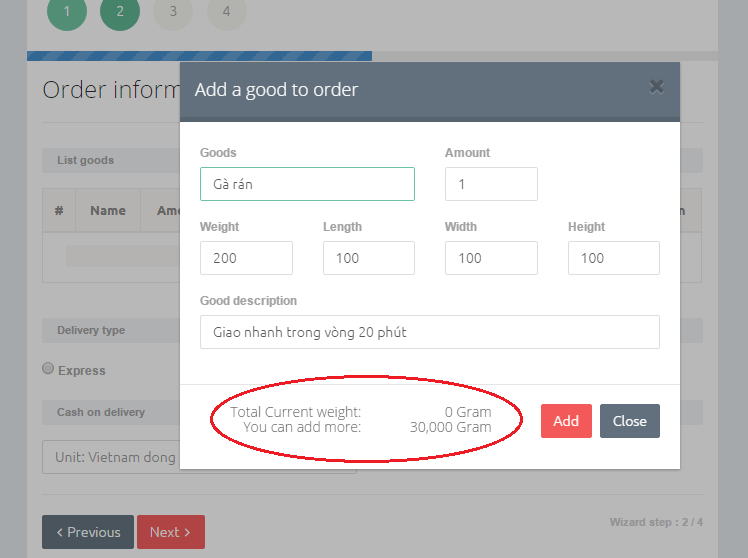 1 2 3 4
Order inform
Add a good to order
List goods
# Name Am n
Goods Amount
Gà rán 1
Weight Length Width Height
200 100 100 100
Good description
Giao nhanh trong vòng 20 phút
Delivery type
Express
Cash on delivery
Unit: Vietnam dong
Total Current weight: 0 Gram
You can add more: 30,000 Gram
Add Close
Previous Next
Wizard step : 2 / 4